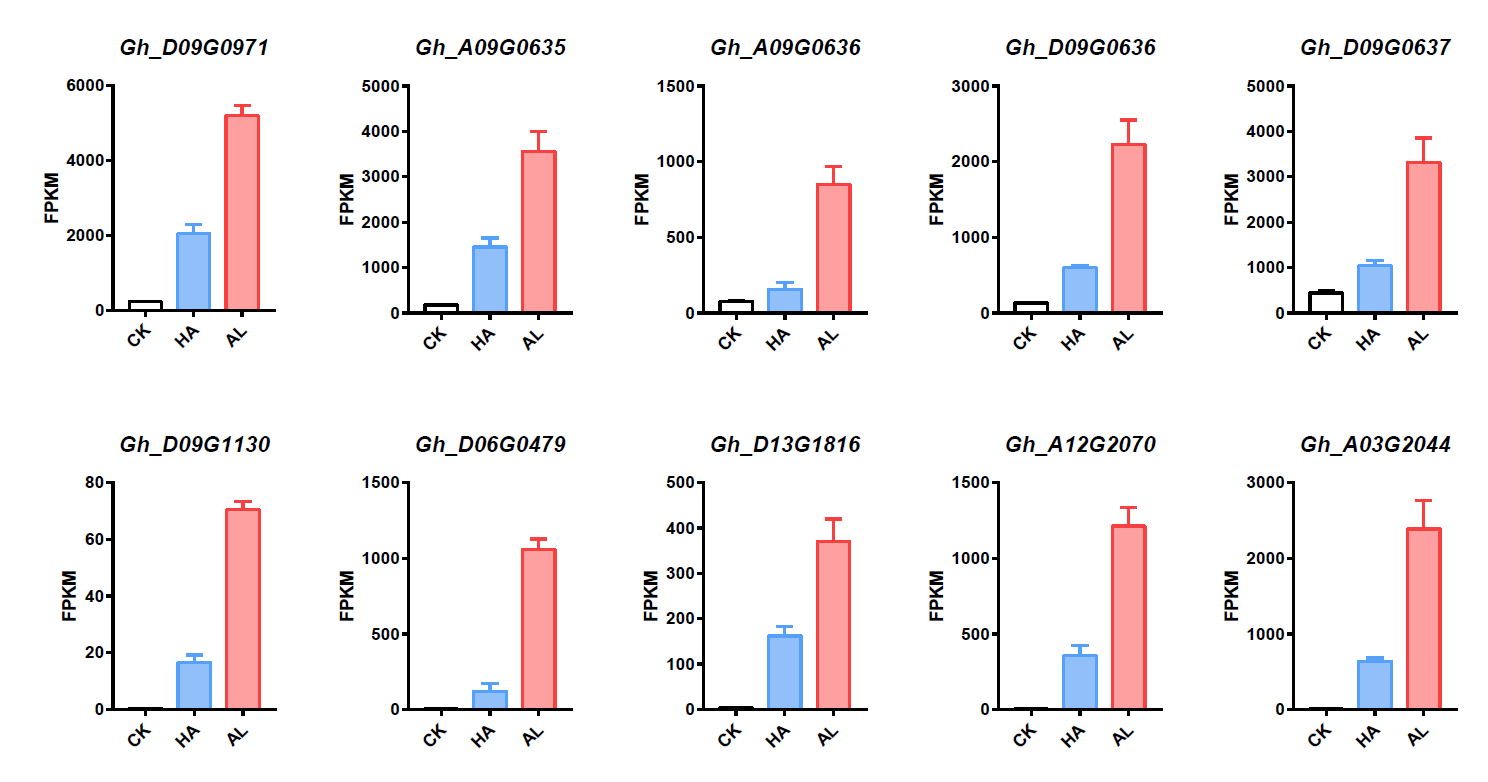 Gh_D09G0971
FPKM
6000
4000
2000
0
CK
HA
AL
Gh_A09G0635
FPKM
5000
4000
3000
2000
1000
0
CK
HA
AL
Gh_A09G0636
FPKM
1500
1000
500
0
CK
HA
AL
Gh_D09G0636
FPKM
3000
2000
1000
0
CK
HA
AL
Gh_D09G0637
FPKM
5000
4000
3000
2000
1000
0
CK
HA
AL
Gh_D09G1130
FPKM
80
60
40
20
0
CK
HA
AL
Gh_D06G0479
FPKM
1500
1000
500
0
CK
HA
AL
Gh_D13G1816
FPKM
500
400
300
200
100
0
CK
HA
AL
Gh_A12G2070
FPKM
1500
1000
500
0
CK
HA
AL
Gh_A03G2044
FPKM
3000
2000
1000
0
CK
HA
AL